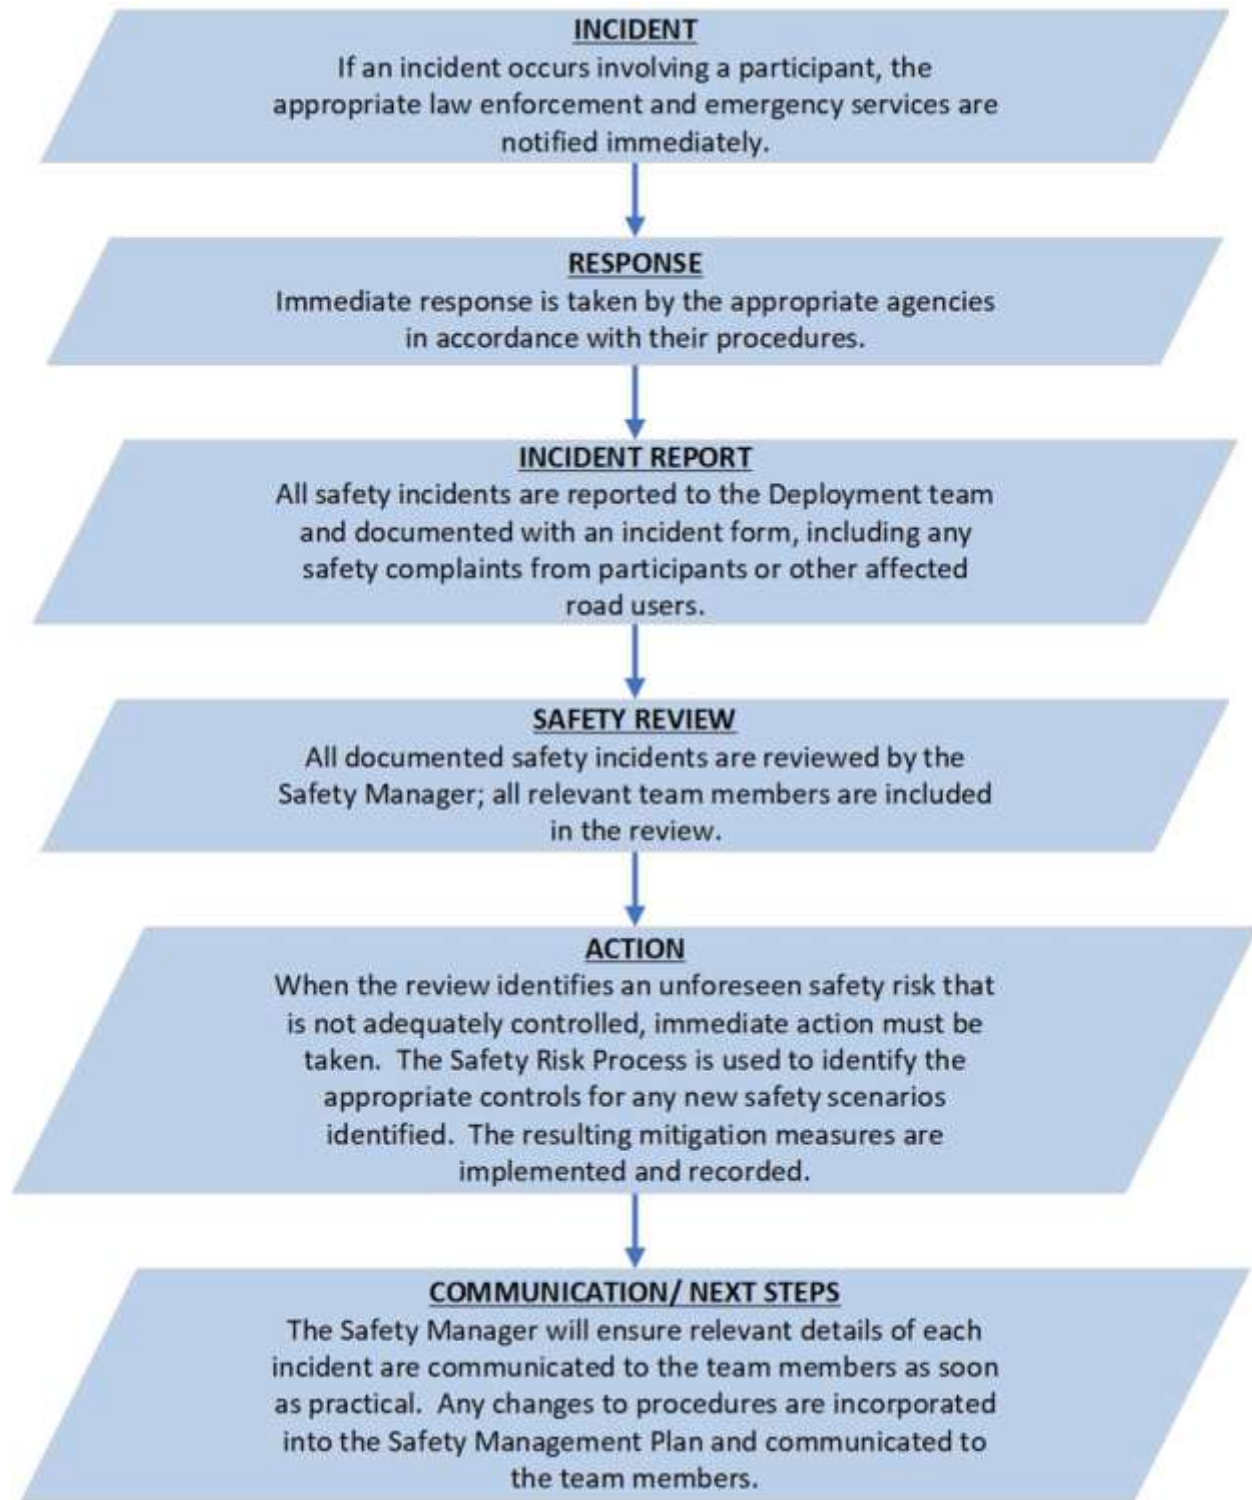 INCIDENT
If an incident occurs involving a participant, the
appropriate law enforcement and emergency services are
notified immediately.
RESPONSE
Immediate response is taken by the appropriate agencies
in accordance with their procedures.
INCIDENT REPORT
All safety incidents are reported to the Deployment team
and documented with an incident form, including any
safety complaints from participants or other affected
road users.
SAFETY REVIEW
All documented safety incidents are reviewed by the
Safety Manager; all relevant team members are included
in the review.
ACTION
When the review identifies an unforeseen safety risk that
is not adequately controlled, immediate action must be
taken.  The Safety Risk Process is used to identify the
appropriate controls for any new safety scenarios
identified.  The resulting mitigation measures are
implemented and recorded.
COMMUNICATION/ NEXT STEPS
The Safety Manager will ensure relevant details of each
incident are communicated to the team members as soon
as practical.  Any changes to procedures are incorporated
into the Safety Management Plan and communicated to
the team members.